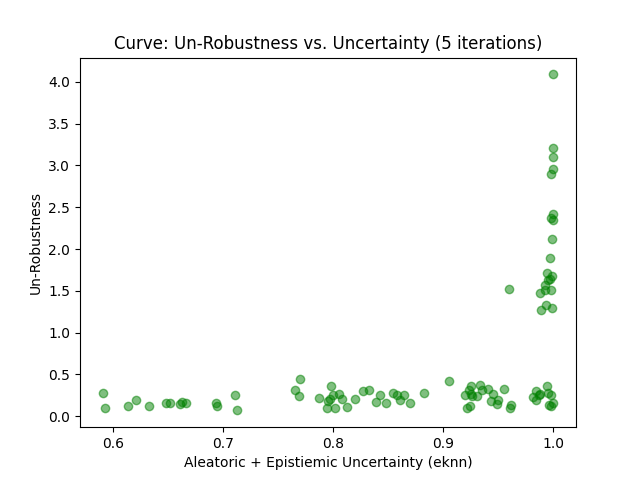 Curve: Un-Robustness vs. Uncertainty (5 iterations)
4.0
3.5
3.0
2.5
2.0
1.5
1.0
0.5
0.0
Un-Robustness
0.6 0.7 0.8 0.9 1.0
Aleatoric + Epistiemic Uncertainty (eknn)